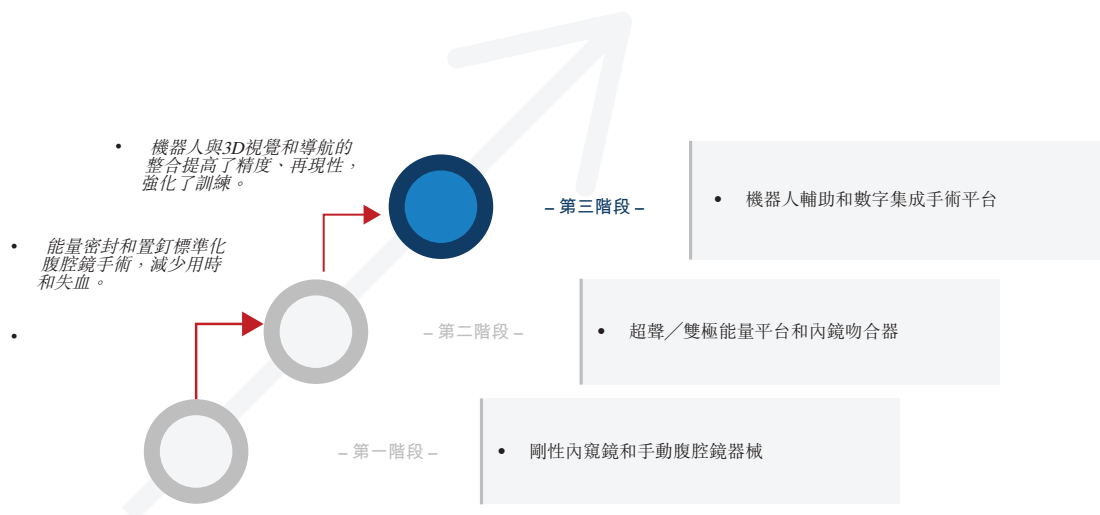 • 機器人與3D視覺和導航的
整合提高了精度、再現性，
強化了訓練。
– 第三階段 –
• 機器人輔助和數字集成手術平台
• 能量密封和置釘標準化
腹腔鏡手術，減少用時
和失血。
– 第二階段 –
• 超聲／雙極能量平台和內鏡吻合器
•
– 第一階段 –
• 剛性內窺鏡和手動腹腔鏡器械